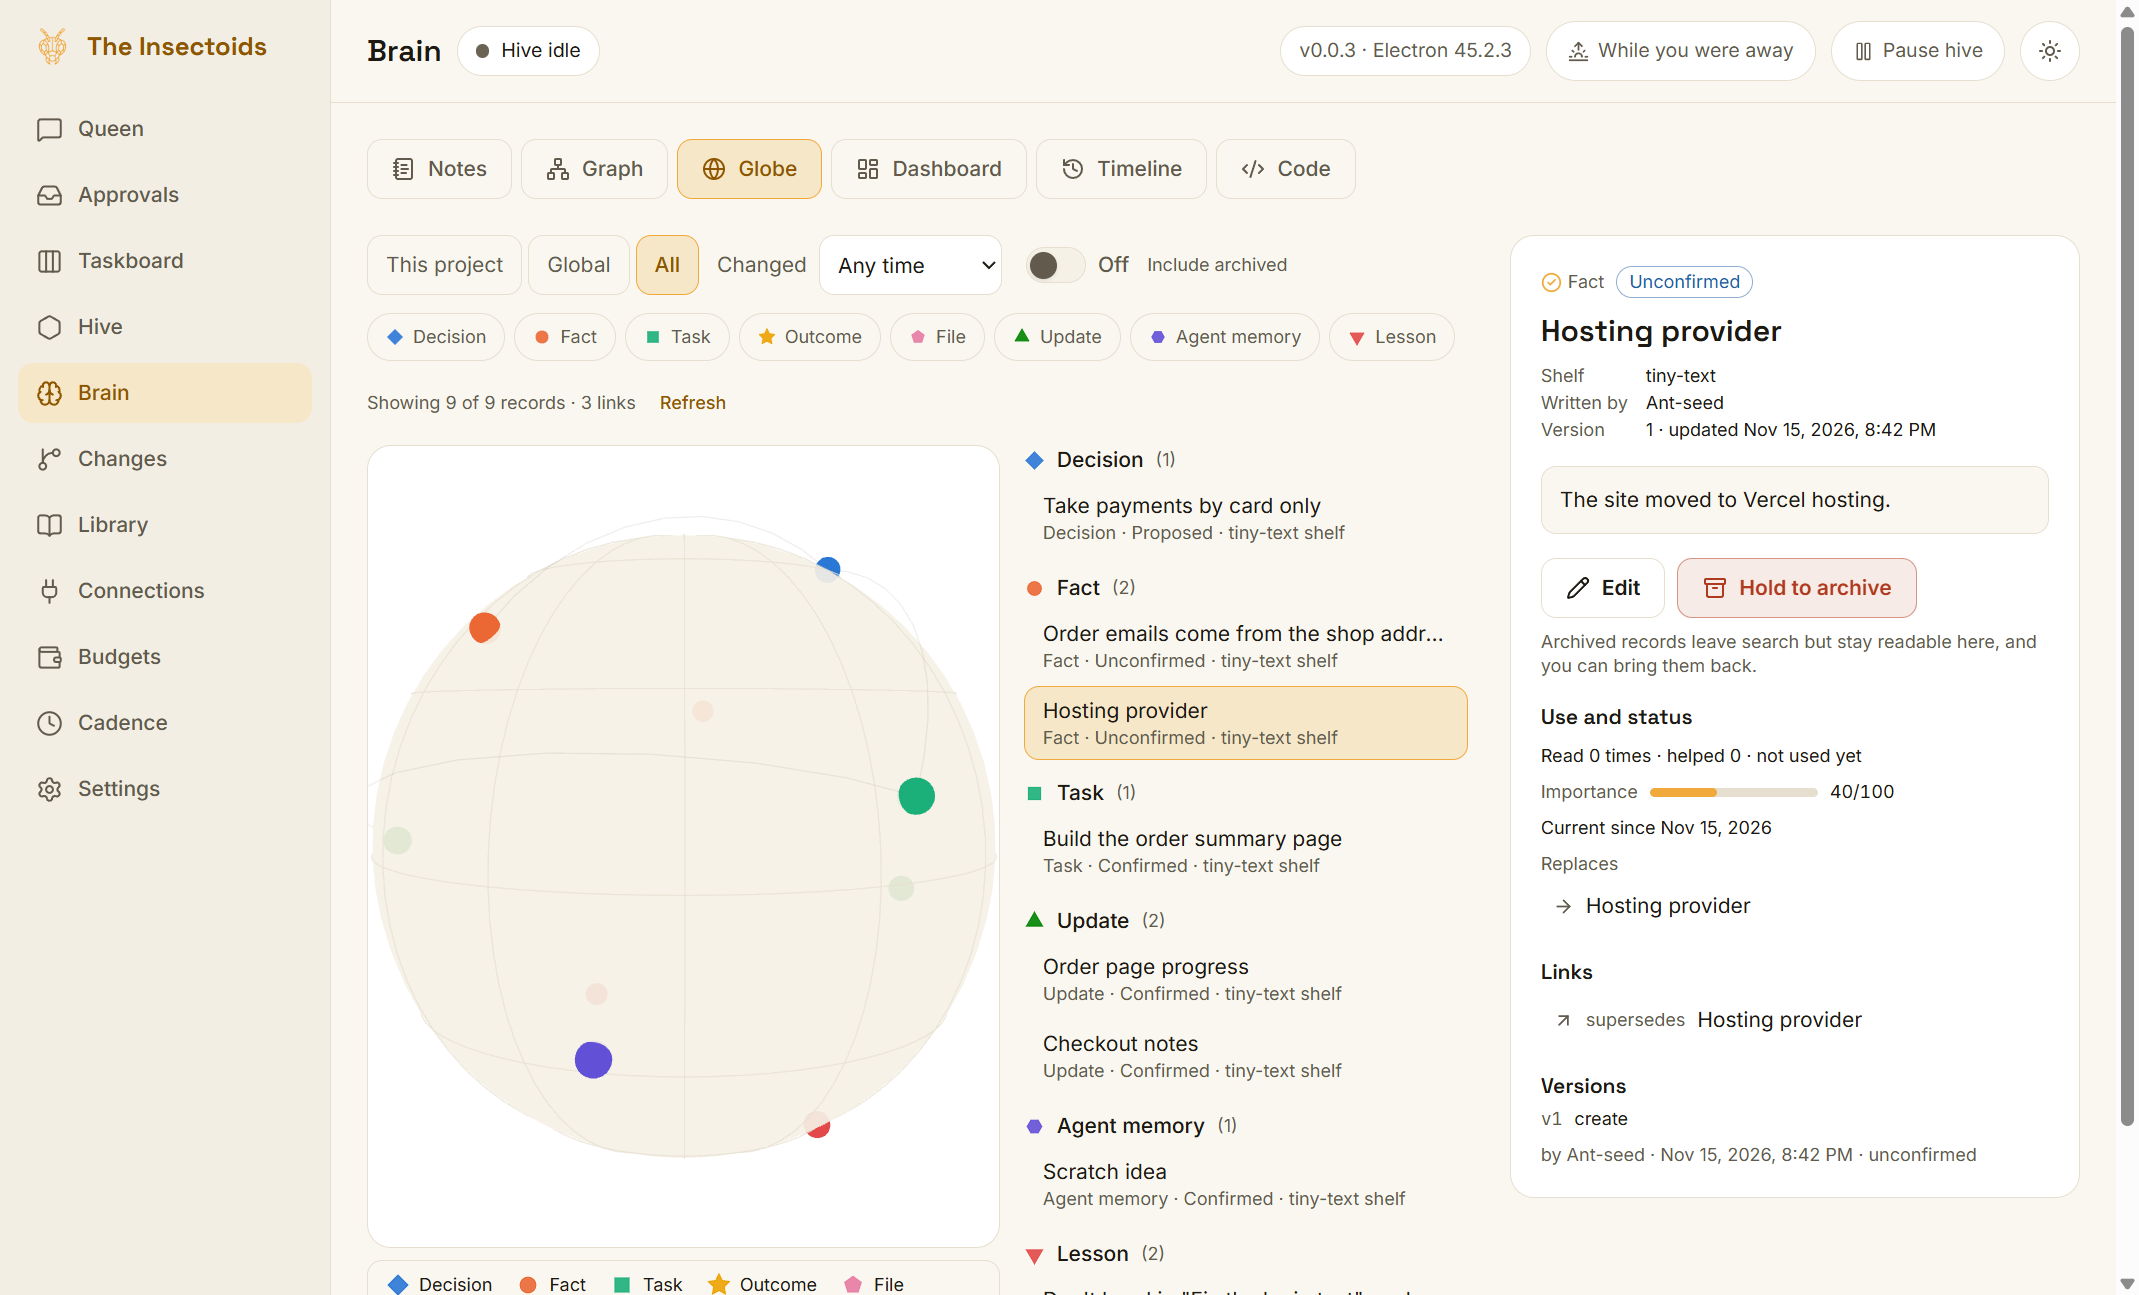 The Insectoids
Queen
Approvals
Taskboard
Hive
Brain
Changes
Library
Connections
Budgets
Cadence
Settings
Brain
Hive idle
v0.0.3 · Electron 45.2.3
While you were away
Pause hive
Notes
Graph
Globe
Dashboard
Timeline
Code
This project
Global
All
Changed
Any time
Off
Include archived
Decision
Fact
Task
Outcome
File
Update
Agent memory
Lesson
Showing 9 of 9 records · 3 links
Refresh
Decision
Fact
Task
Outcome
File
Decision (1)
Take payments by card only
Decision · Proposed · tiny-text shelf
Fact (2)
Order emails come from the shop addr...
Fact · Unconfirmed · tiny-text shelf
Hosting provider
Fact · Unconfirmed · tiny-text shelf
Task (1)
Build the order summary page
Task · Confirmed · tiny-text shelf
Update (2)
Order page progress
Update · Confirmed · tiny-text shelf
Checkout notes
Update · Confirmed · tiny-text shelf
Agent memory (1)
Scratch idea
Agent memory · Confirmed · tiny-text shelf
Lesson (2)
Fact
Unconfirmed
Hosting provider
Shelf tiny-text
Written by Ant-seed
Version 1 · updated Nov 15, 2026, 8:42 PM
The site moved to Vercel hosting.
Edit
Hold to archive
Archived records leave search but stay readable here, and
you can bring them back.
Use and status
Read 0 times · helped 0 · not used yet
Importance 40/100
Current since Nov 15, 2026
Replaces
Hosting provider
Links
supersedes Hosting provider
Versions
v1 create
by Ant-seed · Nov 15, 2026, 8:42 PM · unconfirmed